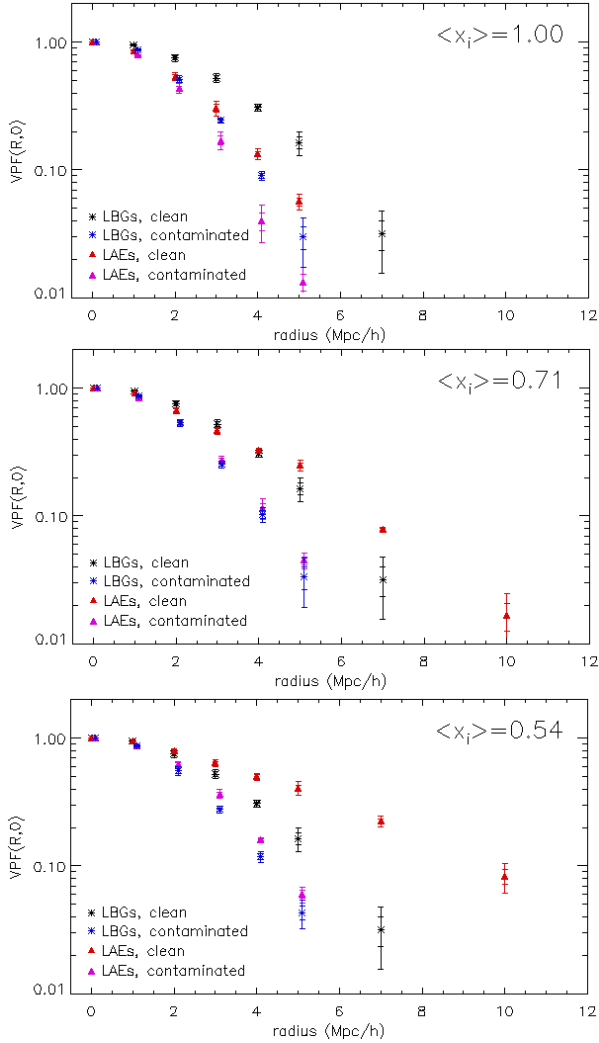 <x_i>=1.00
1.00
0.10
0.01
VPF(R,0)
LBGs, clean
LBGs, contaminated
LAEs, clean
LAEs, contaminated
0 2 4 6 8 10 12
radius (Mpc/h)
<x_i>=0.71
1.00
0.10
0.01
VPF(R,0)
LBGs, clean
LBGs, contaminated
LAEs, clean
LAEs, contaminated
0 2 4 6 8 10 12
radius (Mpc/h)
<x_i>=0.54
1.00
0.10
0.01
VPF(R,0)
LBGs, clean
LBGs, contaminated
LAEs, clean
LAEs, contaminated
0 2 4 6 8 10 12
radius (Mpc/h)